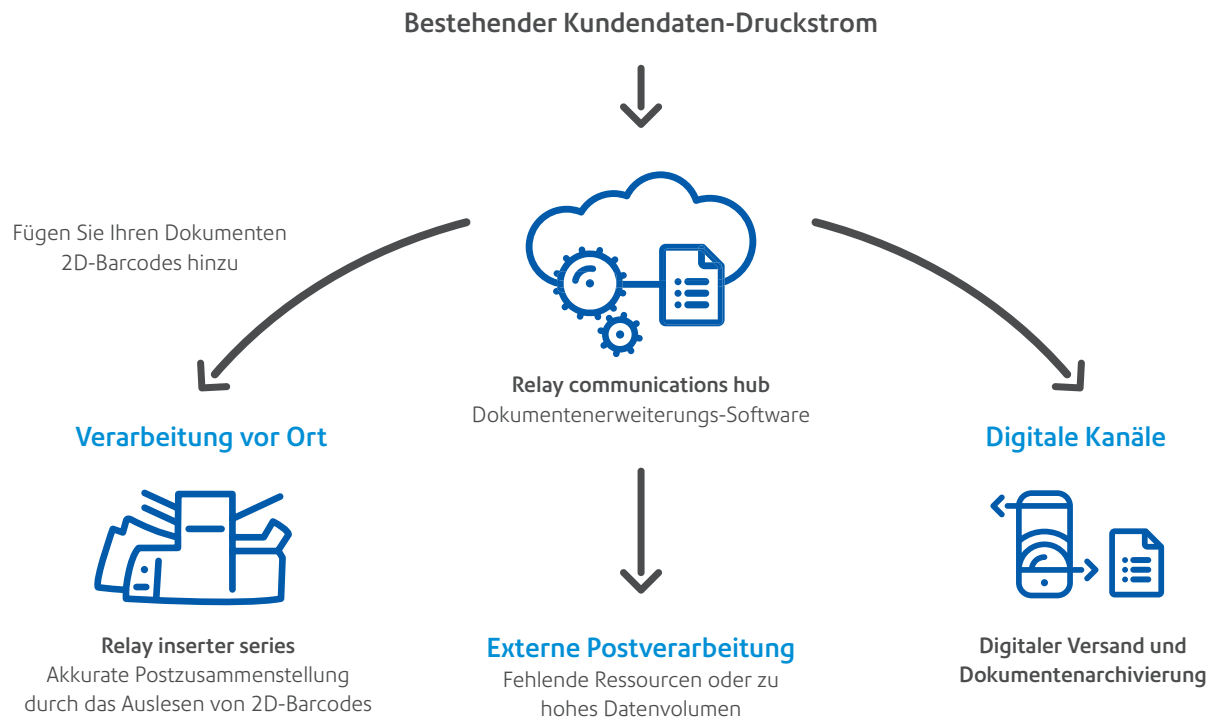 Bestehender Kundendaten-Druckstrom
Fügen Sie Ihren Dokumenten
2D-Barcodes hinzu
Relay communications hub
Dokumentenerweiterungs-Software
Verarbeitung vor Ort
Relay inserter series
Akkurate Postzusammenstellung
durch das Auslesen von 2D-Barcodes
Externe Postverarbeitung
Fehlende Ressourcen oder zu
hohes Datenvolumen
Digitale Kanäle
Digitaler Versand und
Dokumentenarchivierung